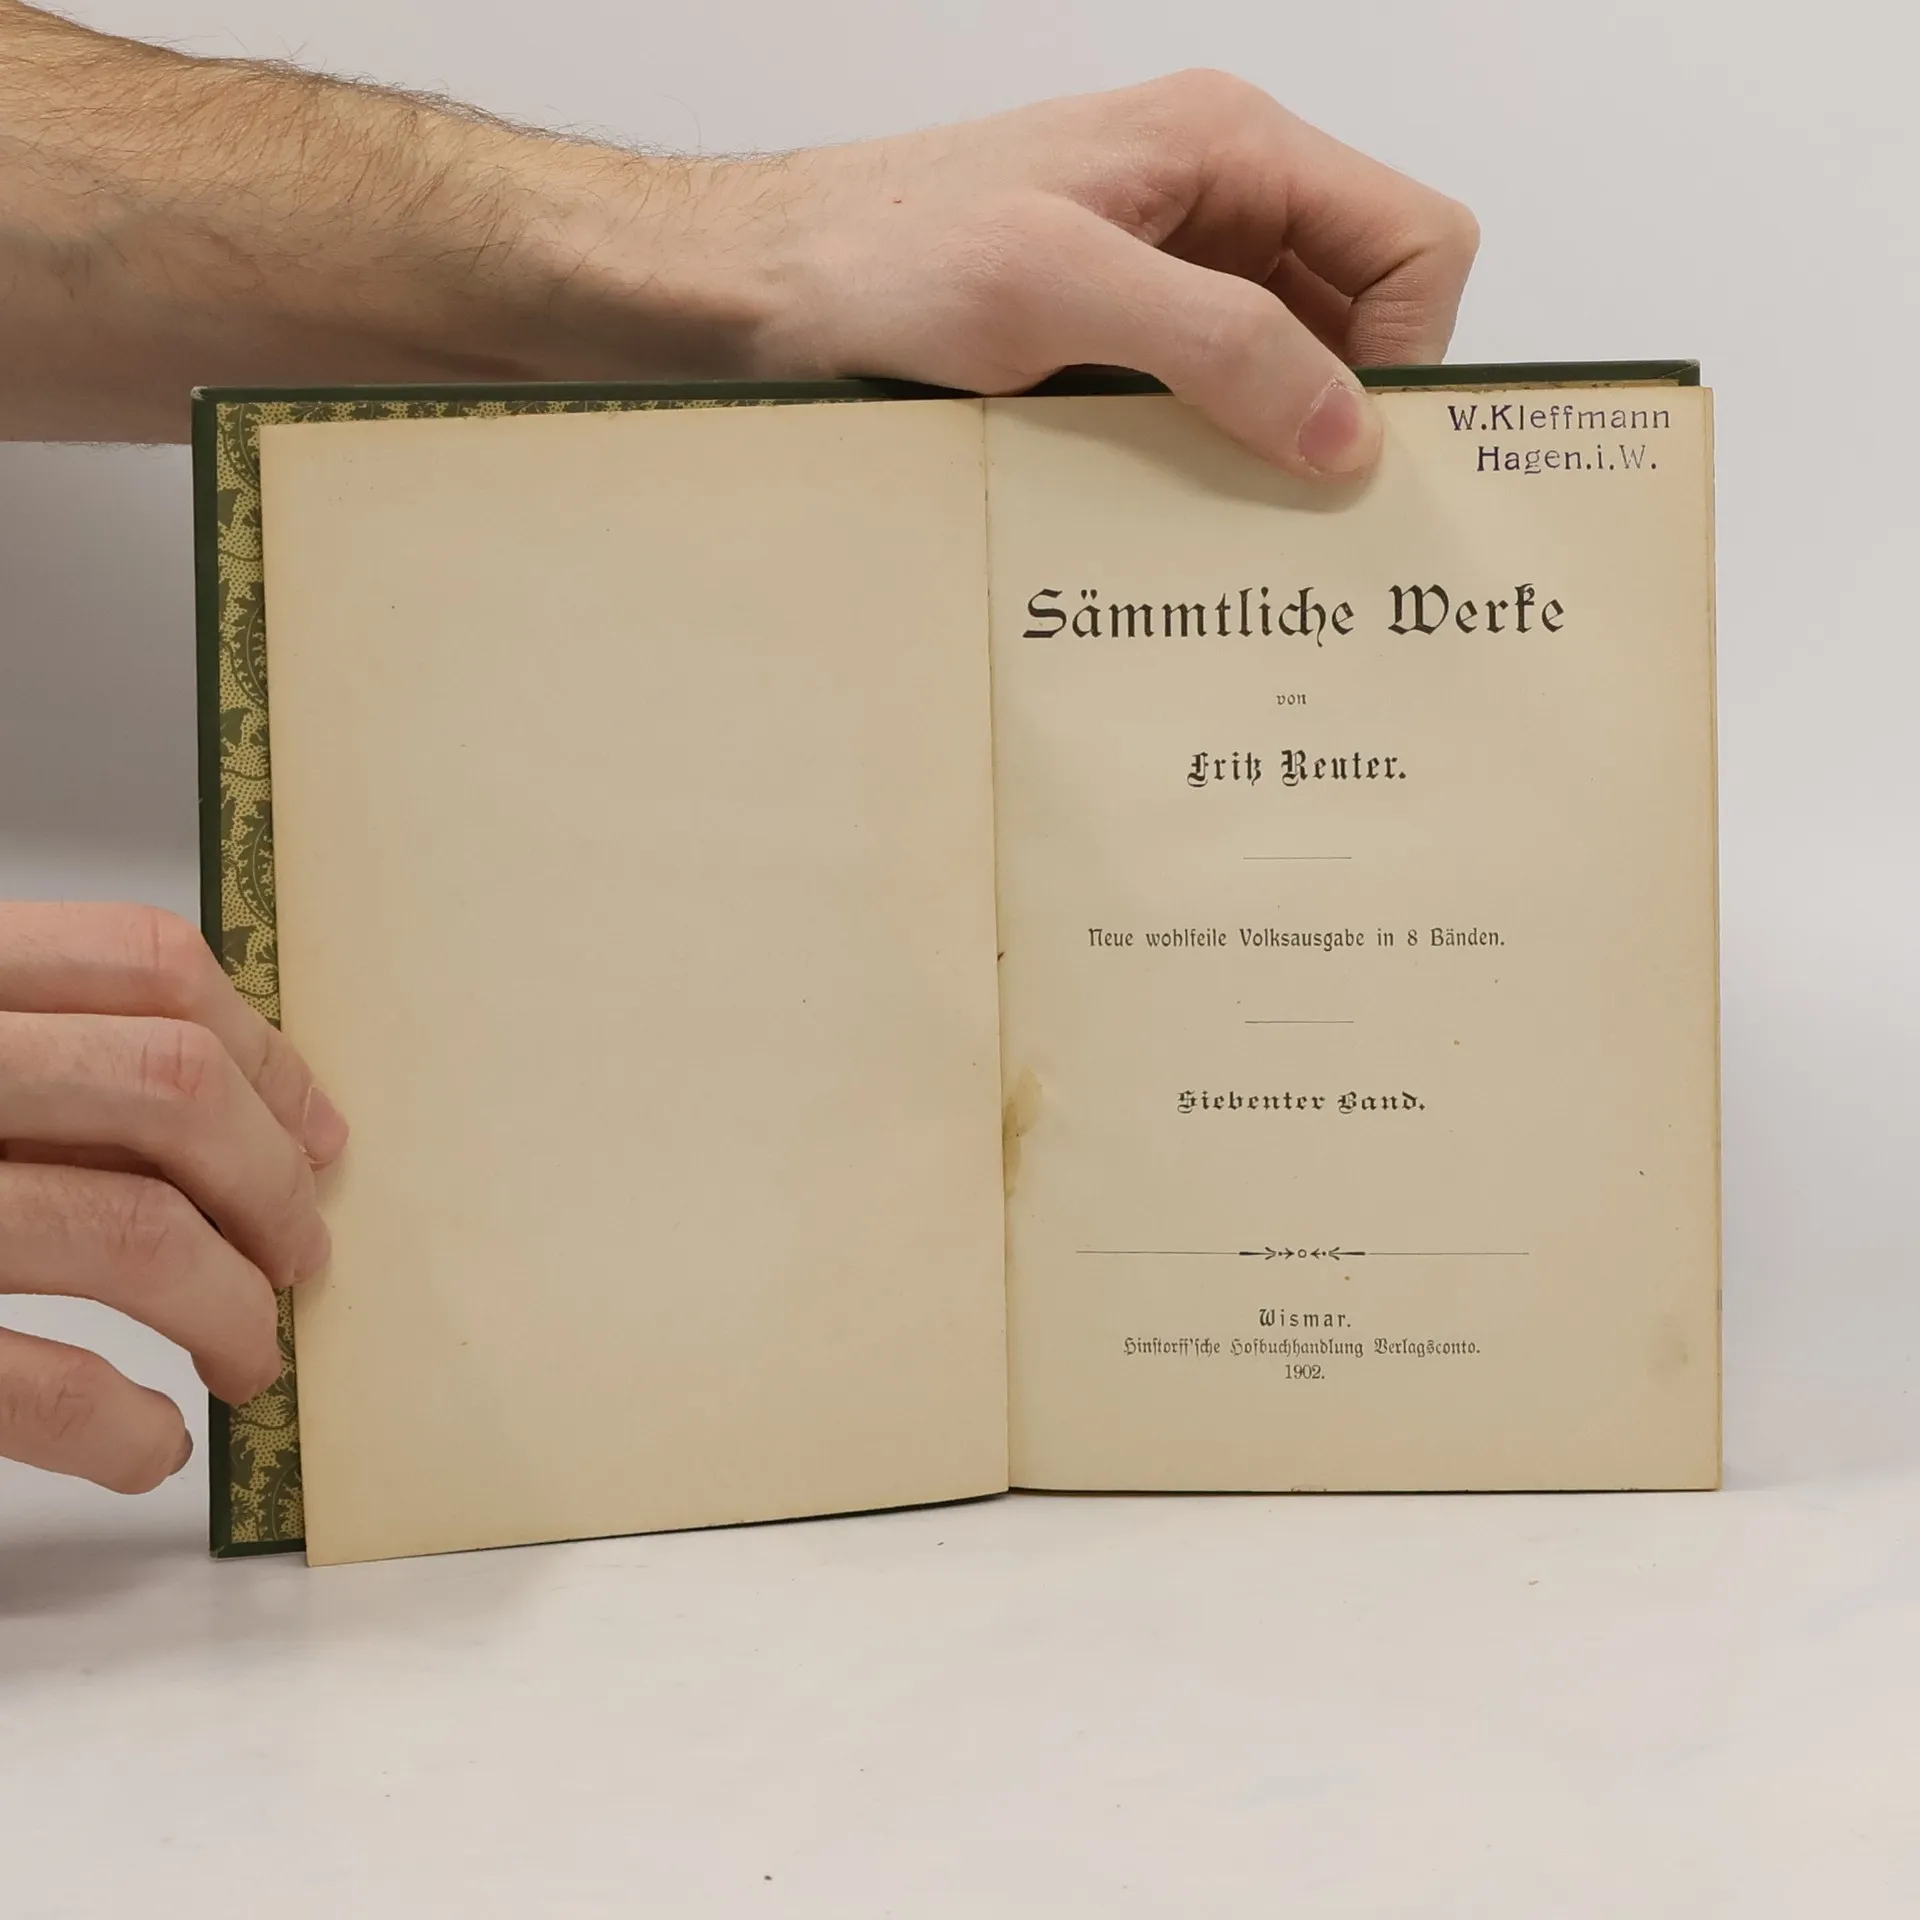 W.Kleffmann
Hagen.i.W.
Sämmtliche Werke
von
Fritz Reuter.
Neue wohlfeile Volksausgabe in 8 Bänden.
Siebenter Band.
Wismar.
Hinstorff'sche Hofbuchhandlung Verlagsconto.
1902.